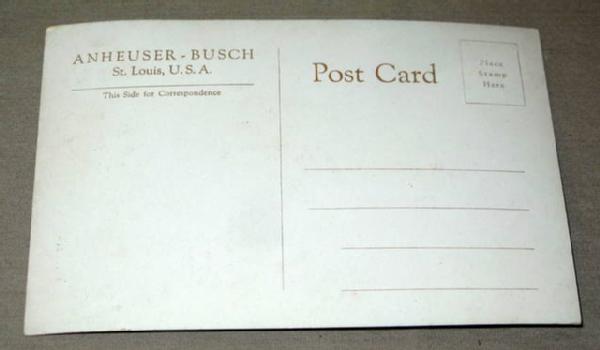 ANHEUSER-BUSCH
St. Louis, U.S.A.
This Side for Correspondence
Post Card
Place
Stamp
Here